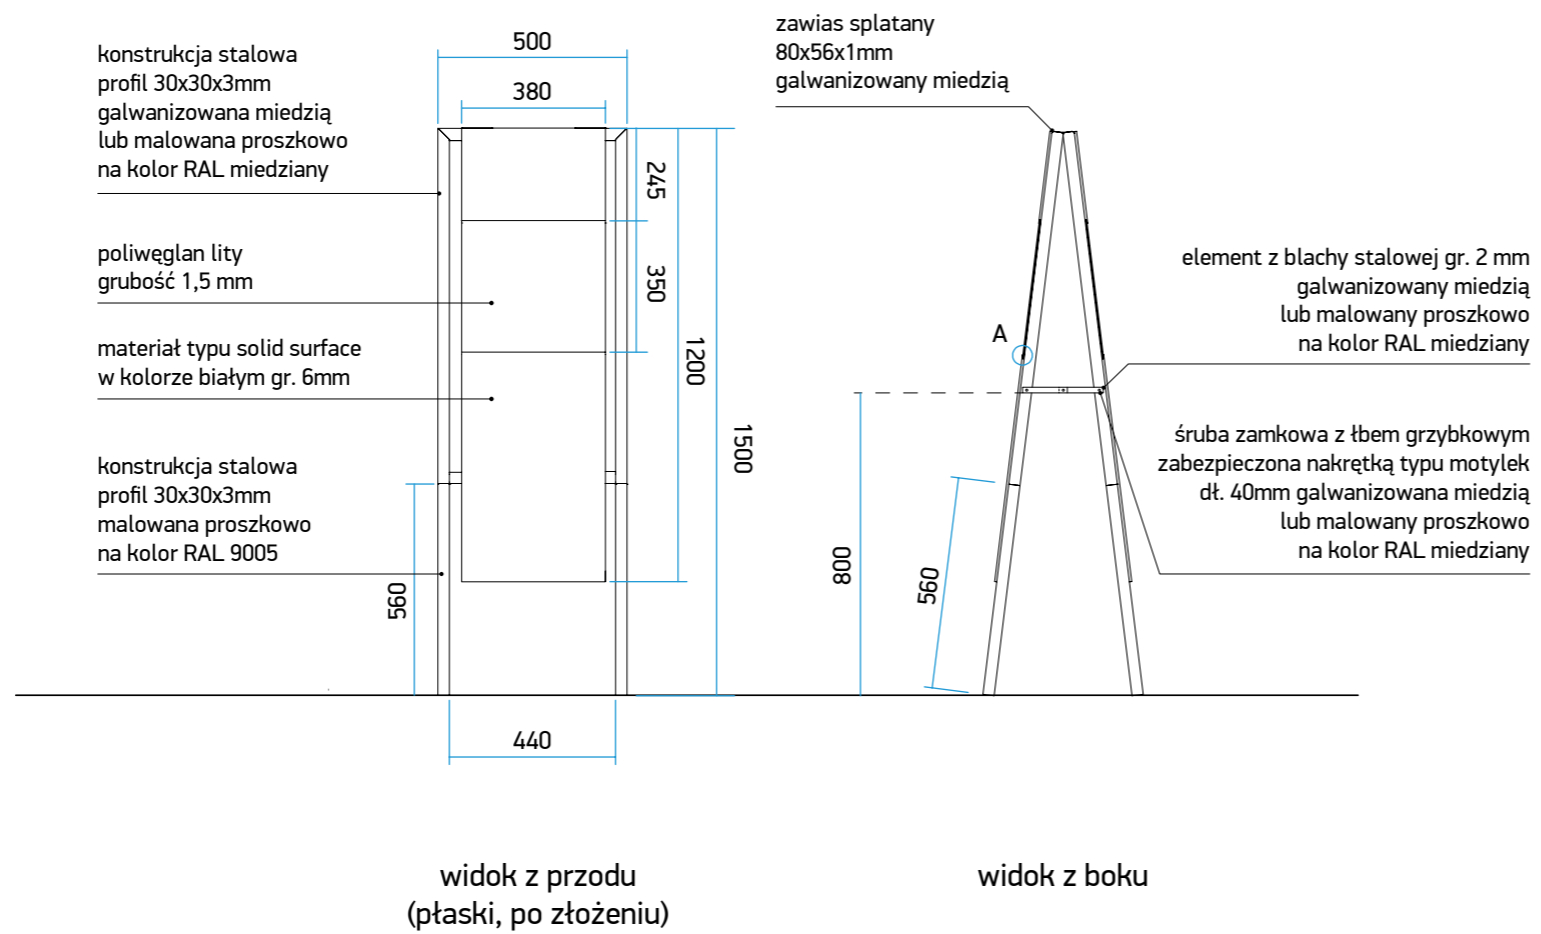 konstrukcja stalowa
profil 30x30x3mm
galwanizowana miedzią
lub malowana proszkowo
na kolor RAL miedziany
poliwęglan lity
grubość 1,5 mm
materiał typu solid surface
w kolorze białym gr. 6mm
konstrukcja stalowa
profil 30x30x3mm
malowana proszkowo
na kolor RAL 9005
500
380
245
350
1200
1500
560
440
widok z przodu
(płaski, po złożeniu)
zawias splatany
80x56x1mm
galwanizowany miedzią
A
element z blachy stalowej gr. 2 mm
galwanizowany miedzią
lub malowany proszkowo
na kolor RAL miedziany
śruba zamkowa z łbem grzybkowym
zabezpieczona nakrętką typu motylek
dł. 40mm galwanizowana miedzią
lub malowany proszkowo
na kolor RAL miedziany
800
560
widok z boku